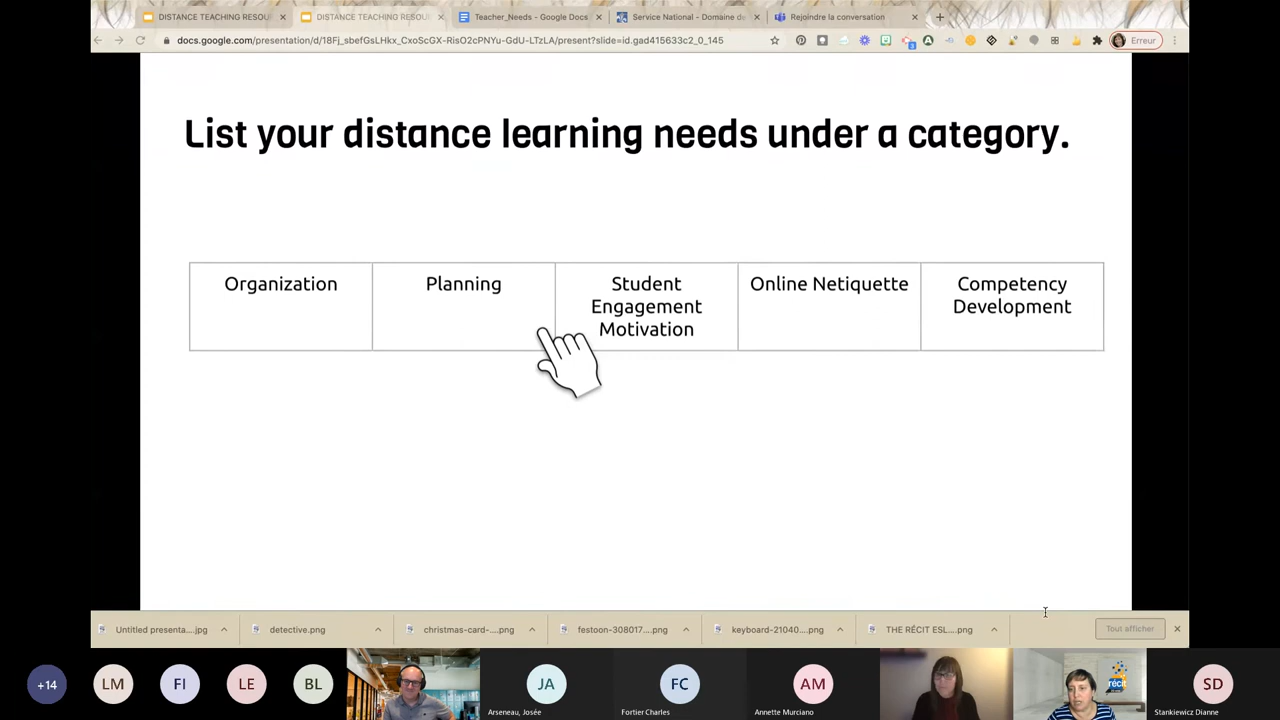 DISTANCE TEACHING RESOU
DISTANCE TEACHING RESOU
Teacher_Needs - Google Docs
Service National - Domaine de
Rejoindre la conversation
docs.google.com/presentation/d/18Fj_sbefGsLHkx_CxoScGX-RisO2cPNYu-GdU-LTzLA/present?slide=id.gad415633c2_0_145
Erreur
List your distance learning needs under a category.
Organization
Planning
Student
Engagement
Motivation
Online Netiquette
Competency
Development
Untitled presenta....jpg
detective.png
christmas-card-....png
festoon-308017....png
keyboard-21040....png
THE RÉCIT ESL....png
Tout afficher
+14
LM
FI
LE
BL
JA
Arseneau, Josée
FC
Fortier Charles
AM
Annette Murciano
récit
SD
Stankiewicz Dianne